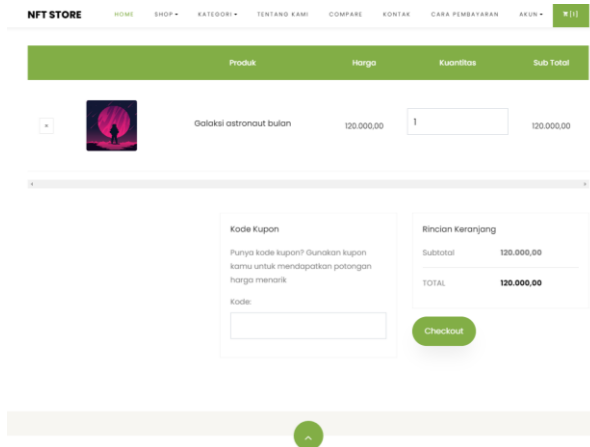 NFT STORE HOME SHOP KATEGORI TENTANG KAMI COMPARE KONTAK CARA PEMBAYARAN AKUN [1]
Produk Harga Kuantitas Sub Total
× Galaksi astronaut bulan 120.000,00 1 120.000,00
Kode Kupon
Punya kode kupon? Gunakan kupon
kamu untuk mendapatkan potongan
harga menarik
Kode:
Rincian Keranjang
Subtotal 120.000,00
TOTAL 120.000,00
Checkout